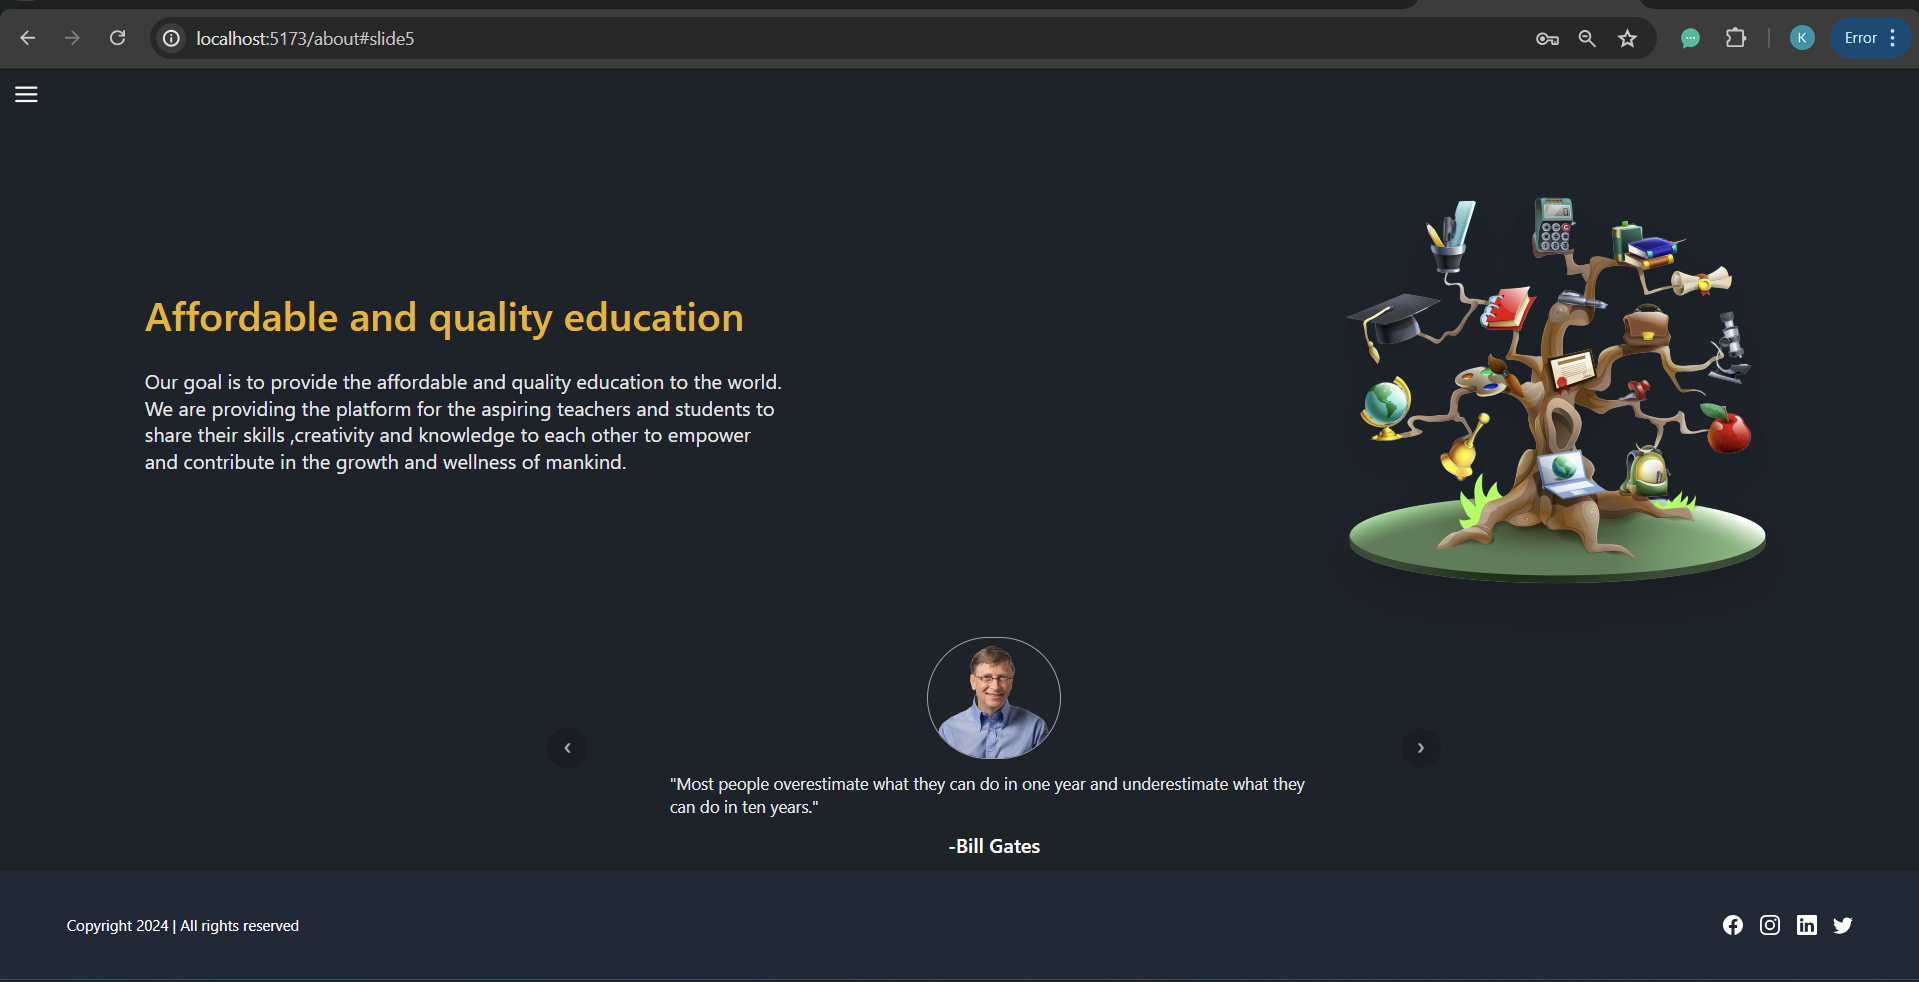 localhost:5173/about#slide5
K
Error
Affordable and quality education
Our goal is to provide the affordable and quality education to the world.
We are providing the platform for the aspiring teachers and students to
share their skills ,creativity and knowledge to each other to empower
and contribute in the growth and wellness of mankind.
"Most people overestimate what they can do in one year and underestimate what they
can do in ten years."
-Bill Gates
Copyright 2024 | All rights reserved